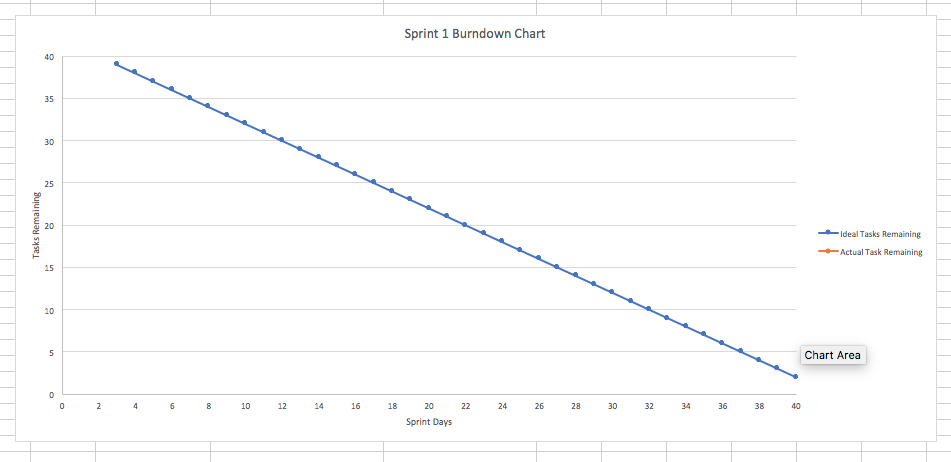 Sprint 1 Burndown Chart
40
35
30
25
20
15
10
5
0
Tasks Remaining
0 2 4 6 8 10 12 14 16 18 20 22 24 26 28 30 32 34 36 38 40
Sprint Days
Ideal Tasks Remaining
Actual Task Remaining
Chart Area